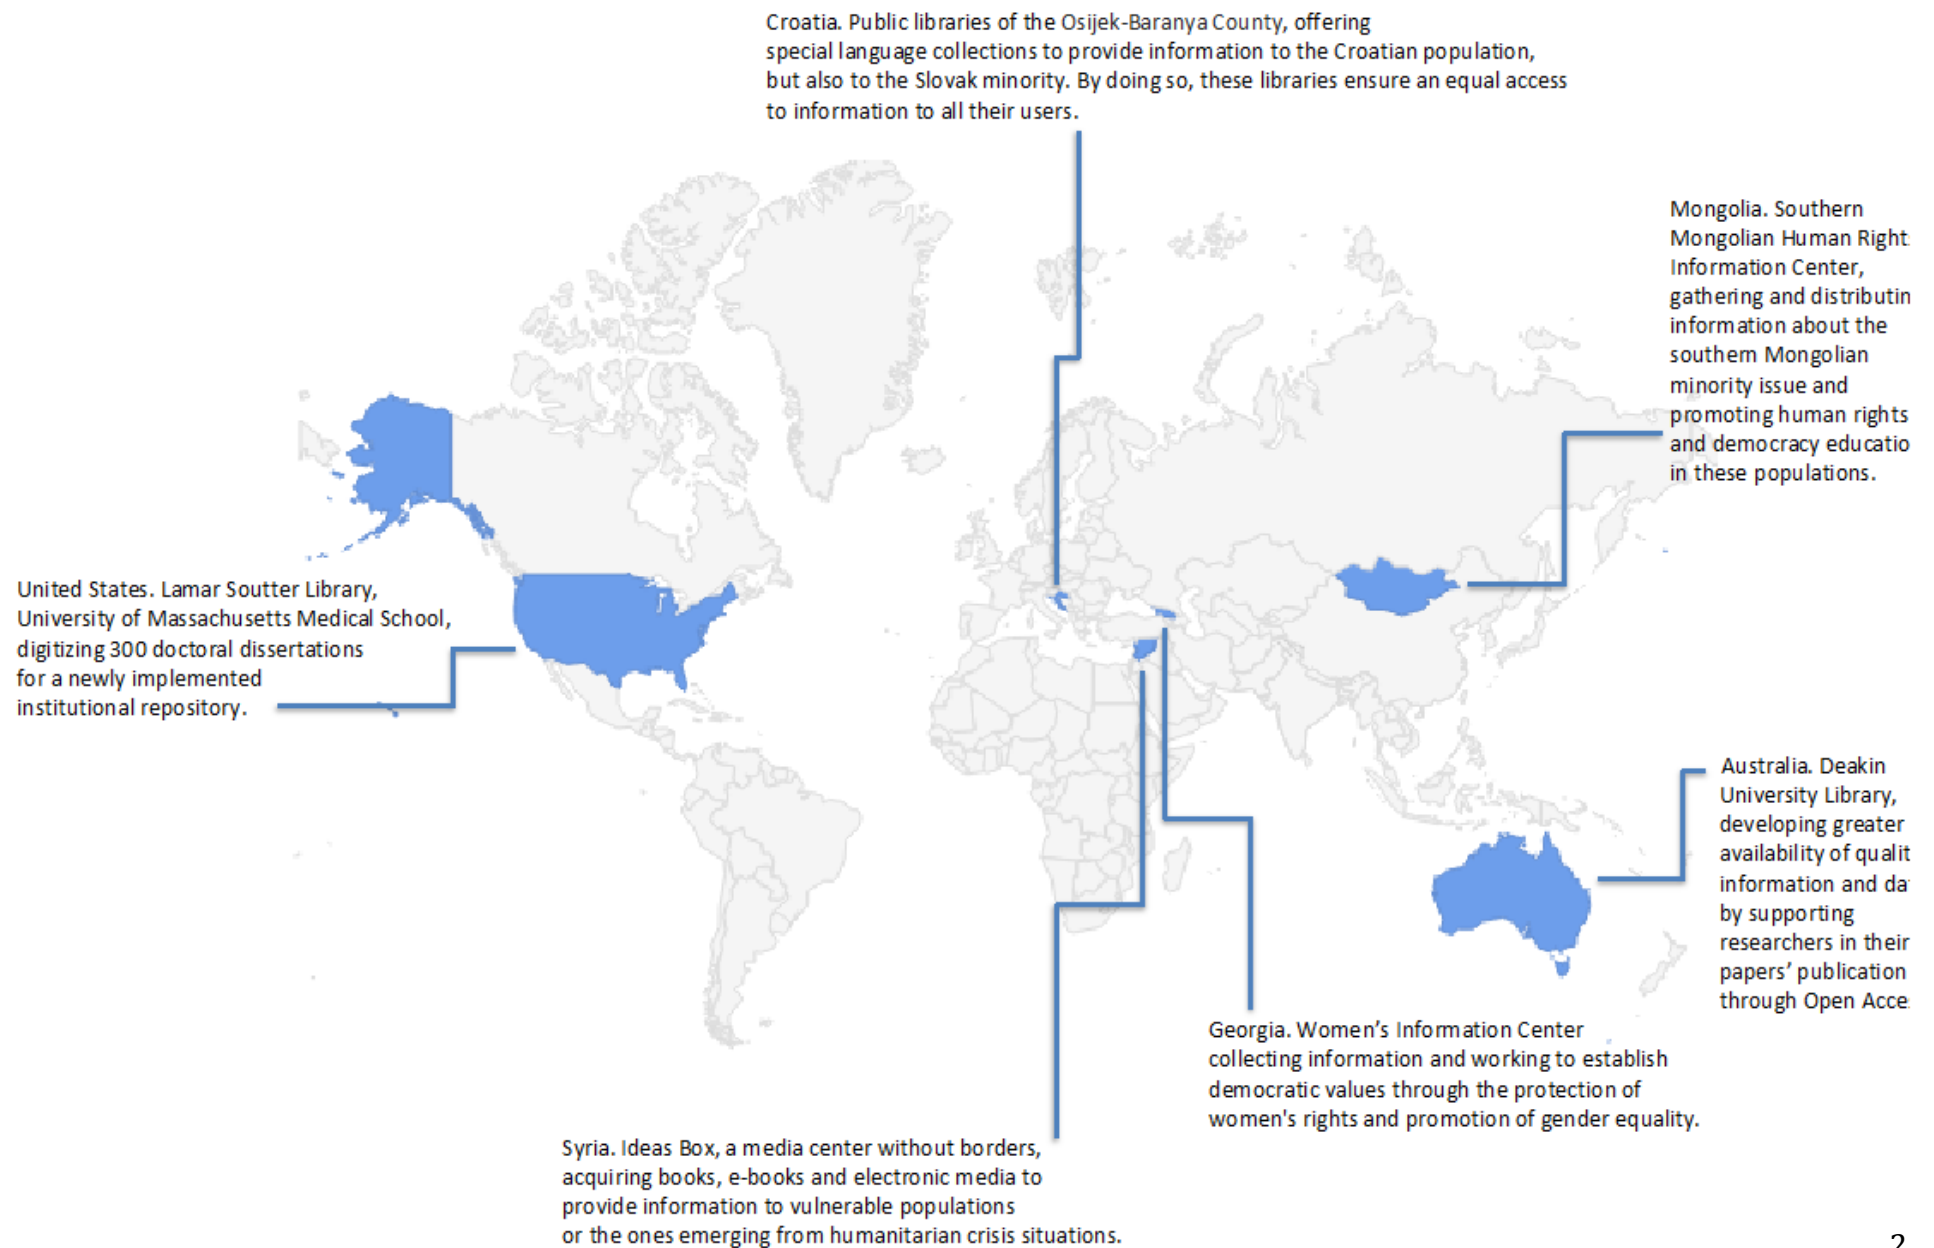 Croatia. Public libraries of the Osijek-Baranya County, offering
special language collections to provide information to the Croatian population,
but also to the Slovak minority. By doing so, these libraries ensure an equal access
to information to all their users.
Mongolia. Southern
Mongolian Human Right
Information Center,
gathering and distributin
information about the
southern Mongolian
minority issue and
promoting human rights
and democracy educatio
in these populations.
United States. Lamar Soutter Library,
University of Massachusetts Medical School,
digitizing 300 doctoral dissertations
for a newly implemented
institutional repository.
Australia. Deakin
University Library,
developing greater
availability of qualit
information and da
by supporting
researchers in their
papers’ publication
through Open Acce
Georgia. Women’s Information Center
collecting information and working to establish
democratic values through the protection of
women's rights and promotion of gender equality.
Syria. Ideas Box, a media center without borders,
acquiring books, e-books and electronic media to
provide information to vulnerable populations
or the ones emerging from humanitarian crisis situations.
2